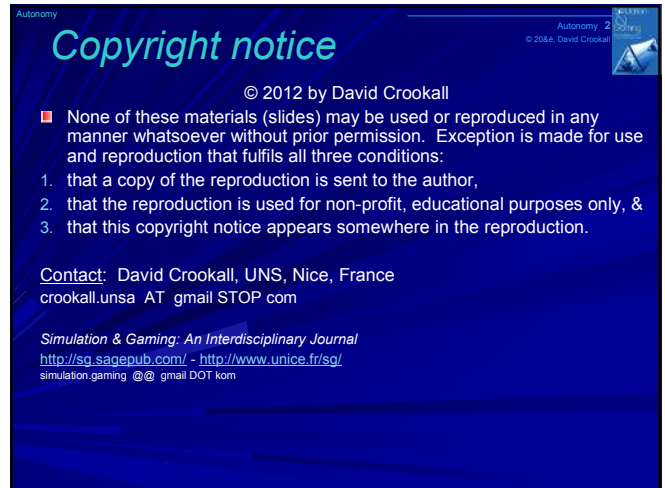 Autonomy
Autonomy 2
© 20&é, David Crookall
Copyright notice
© 2012 by David Crookall
None of these materials (slides) may be used or reproduced in any
manner whatsoever without prior permission. Exception is made for use
and reproduction that fulfils all three conditions:
1. that a copy of the reproduction is sent to the author,
2. that the reproduction is used for non-profit, educational purposes only, &
3. that this copyright notice appears somewhere in the reproduction.
Contact: David Crookall, UNS, Nice, France
crookall.unsa AT gmail STOP com
Simulation & Gaming: An Interdisciplinary Journal
http://sg.sagepub.com/ - http://www.unice.fr/sg/
simulation.gaming @@ gmail DOT kom